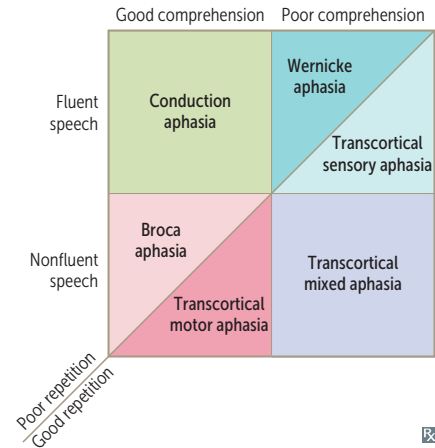 Good comprehension Poor comprehension
Fluent
speech
Conduction
aphasia
Wernicke
aphasia
Transcortical
sensory aphasia
Nonfluent
speech
Broca
aphasia
Transcortical
motor aphasia
Transcortical
mixed aphasia
Poor repetition
Good repetition
Rx